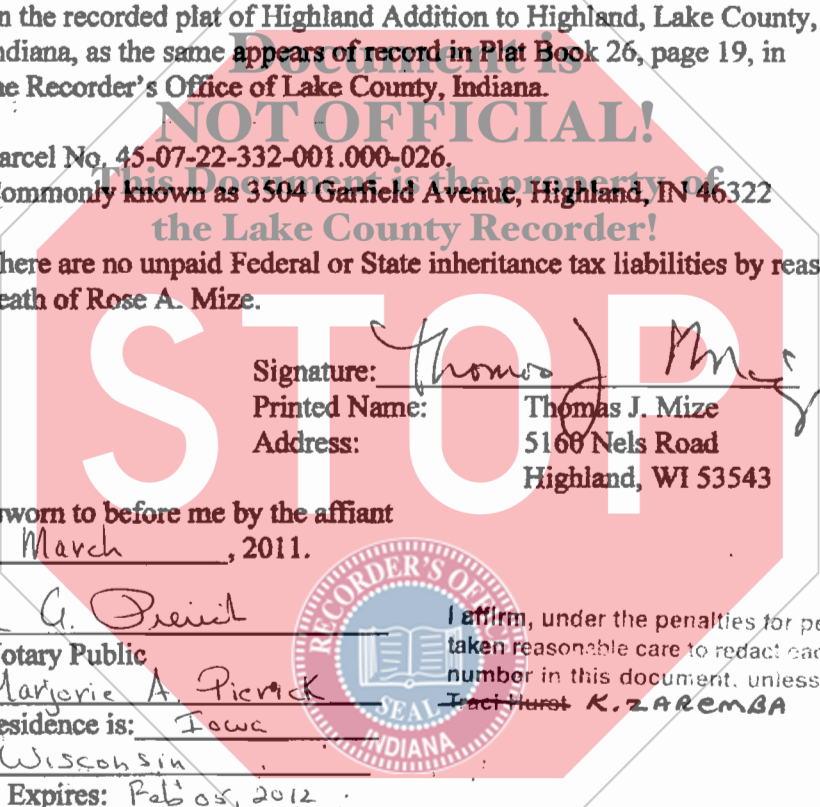 n the recorded plat of Highland Addition to Highland, Lake County,
ndiana, as the same appears of record in Plat Book 26, page 19, in
Document is
he Recorder's Office of Lake County, Indiana.
NOT OFFICIAL!
arcel No. 45-07-22-332-001.000-026.
This Document is the property of
ommonly known as 3504 Garfield Avenue, Highland, IN 46322
the Lake County Recorder!
here are no unpaid Federal or State inheritance tax liabilities by reas
eath of Rose A. Mize.
STOP
Signature: Thomas J Mize
Printed Name: Thomas J. Mize
Address: 5160 Nels Road
Highland, WI 53543
sworn to before me by the affiant
March, 2011.
RECORDER'S OFFICE
SEAL
INDIANA
A.
otary Public
Marjorie A. Pierick
esidence is: Iowa
Wisconsin
Expires: Feb 05, 2012
I affirm, under the penalties for pe
taken reasonable care to redact eac
number in this document, unless
Traci Hurst K. ZAREMBA